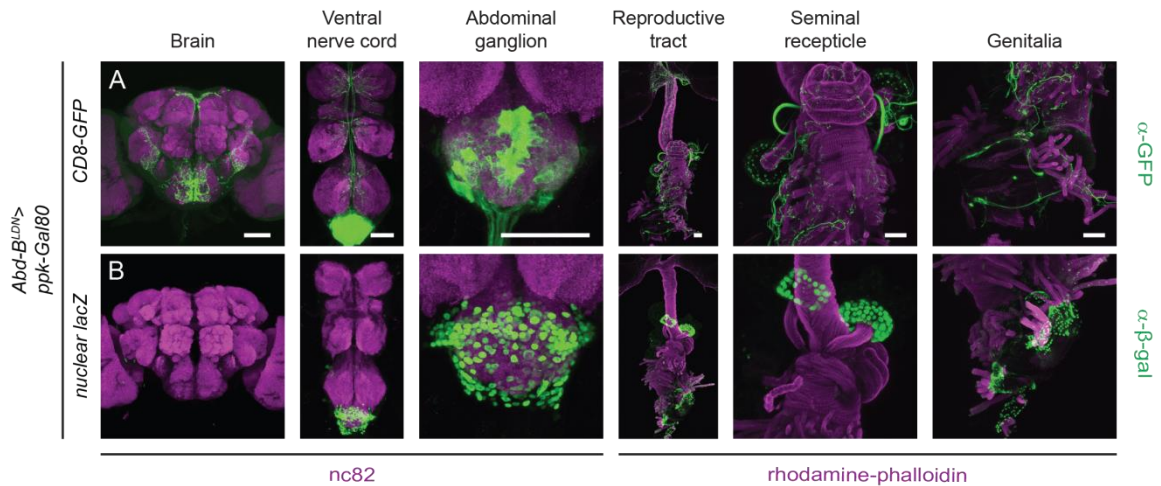 Brain
Ventral
nerve cord
Abdominal
ganglion
Reproductive
tract
Seminal
recepticle
Genitalia
Abd-B^LDN>
ppk-Gal80
CD8-GFP
A
α-GFP
nuclear lacZ
B
α-β-gal
nc82
rhodamine-phalloidin